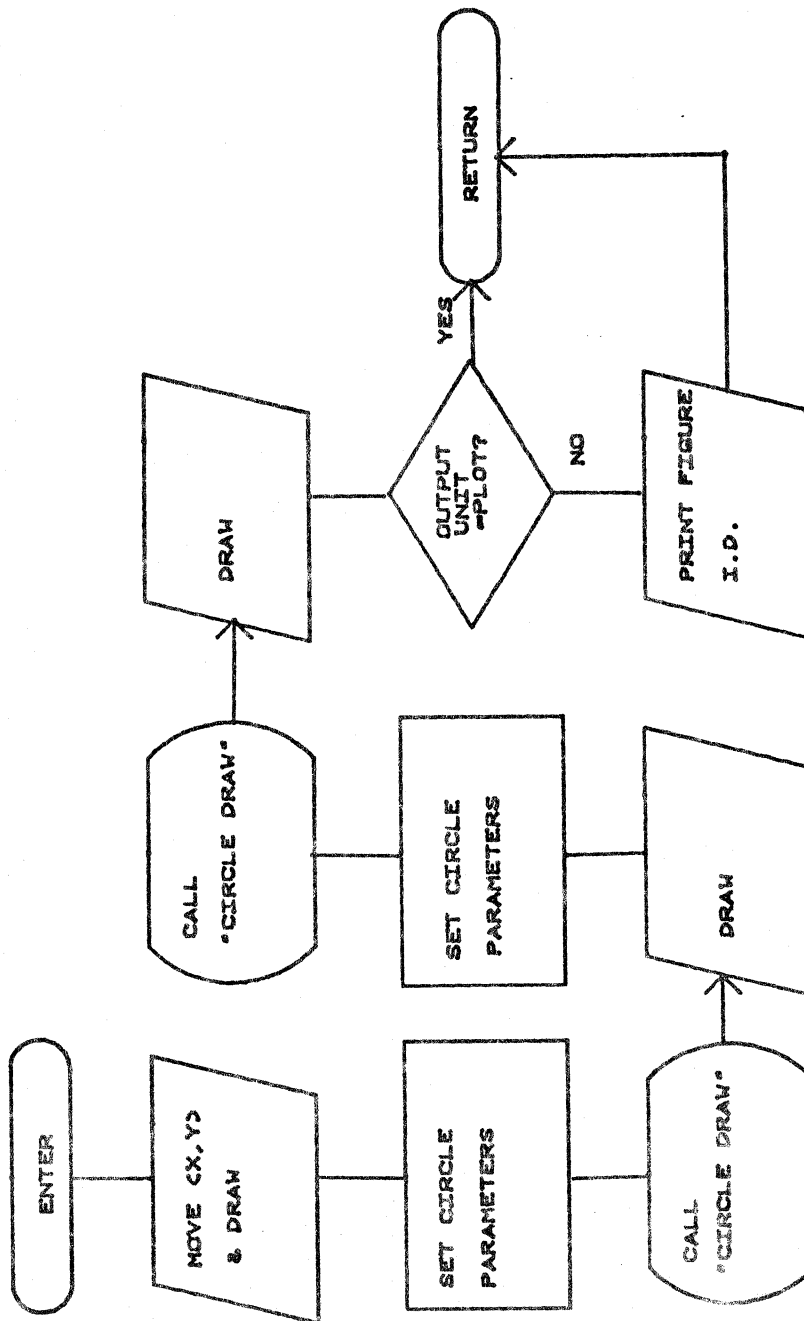 ENTER
MOVE <X,Y>
& DRAW
SET CIRCLE
PARAMETERS
CALL
"CIRCLE DRAW"
DRAW
SET CIRCLE
PARAMETERS
CALL
"CIRCLE DRAW"
DRAW
OUTPUT
UNIT
=PLOT?
YES
NO
PRINT FIGURE
I.D.
RETURN